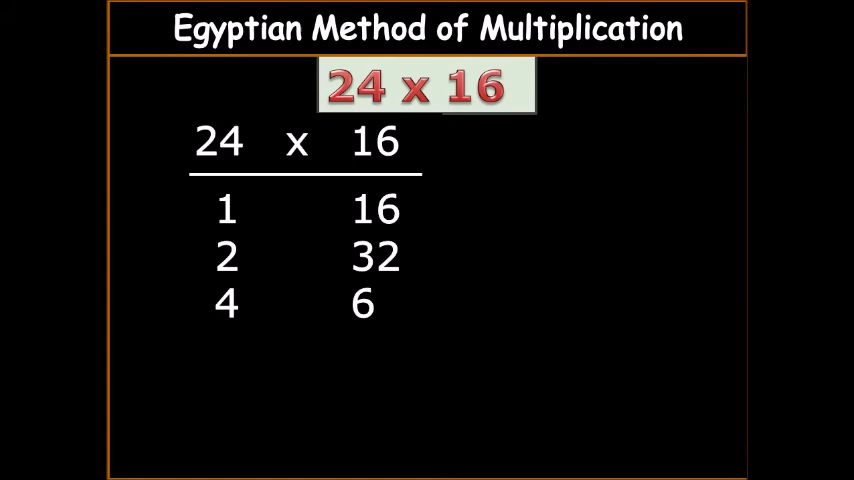 Egyptian Method of Multiplication
24 x 16
24 x 16
1 16
2 32
4 6